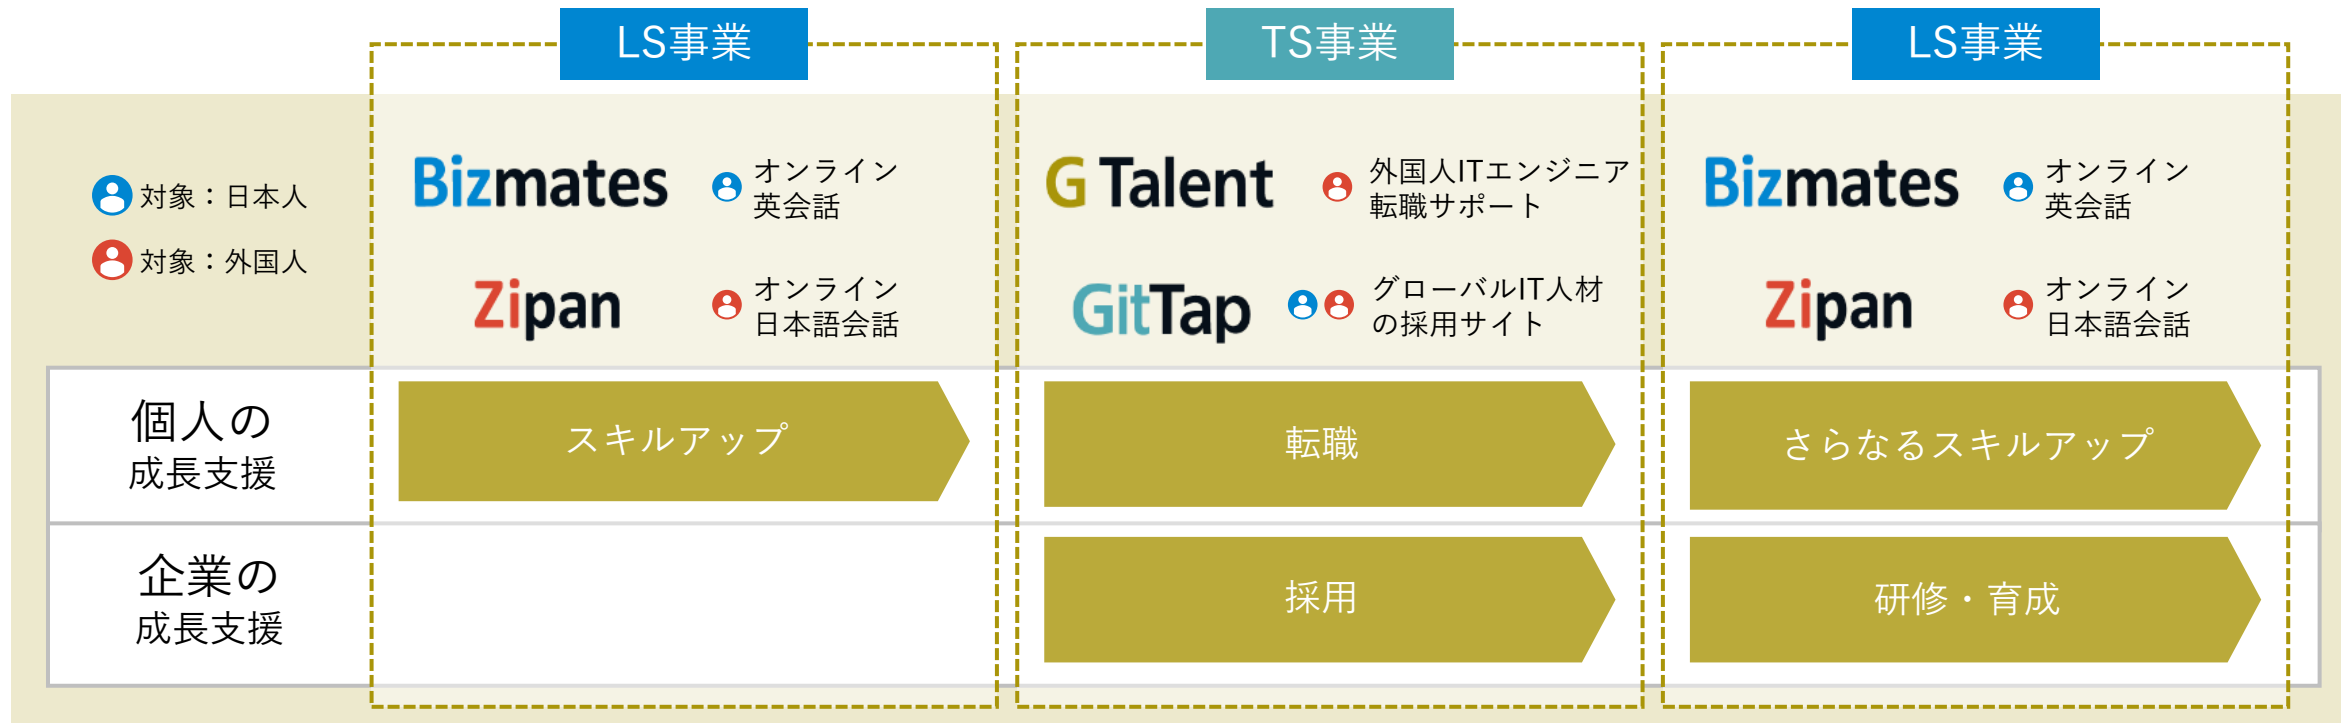 LS事業
TS事業
LS事業
対象：日本人
対象：外国人
Bizmates
オンライン
英会話
Zipan
オンライン
日本語会話
G Talent
外国人ITエンジニア
転職サポート
GitTap
グローバルIT人材
の採用サイト
Bizmates
オンライン
英会話
Zipan
オンライン
日本語会話
個人の
成長支援
スキルアップ
転職
さらなるスキルアップ
企業の
成長支援
採用
研修・育成